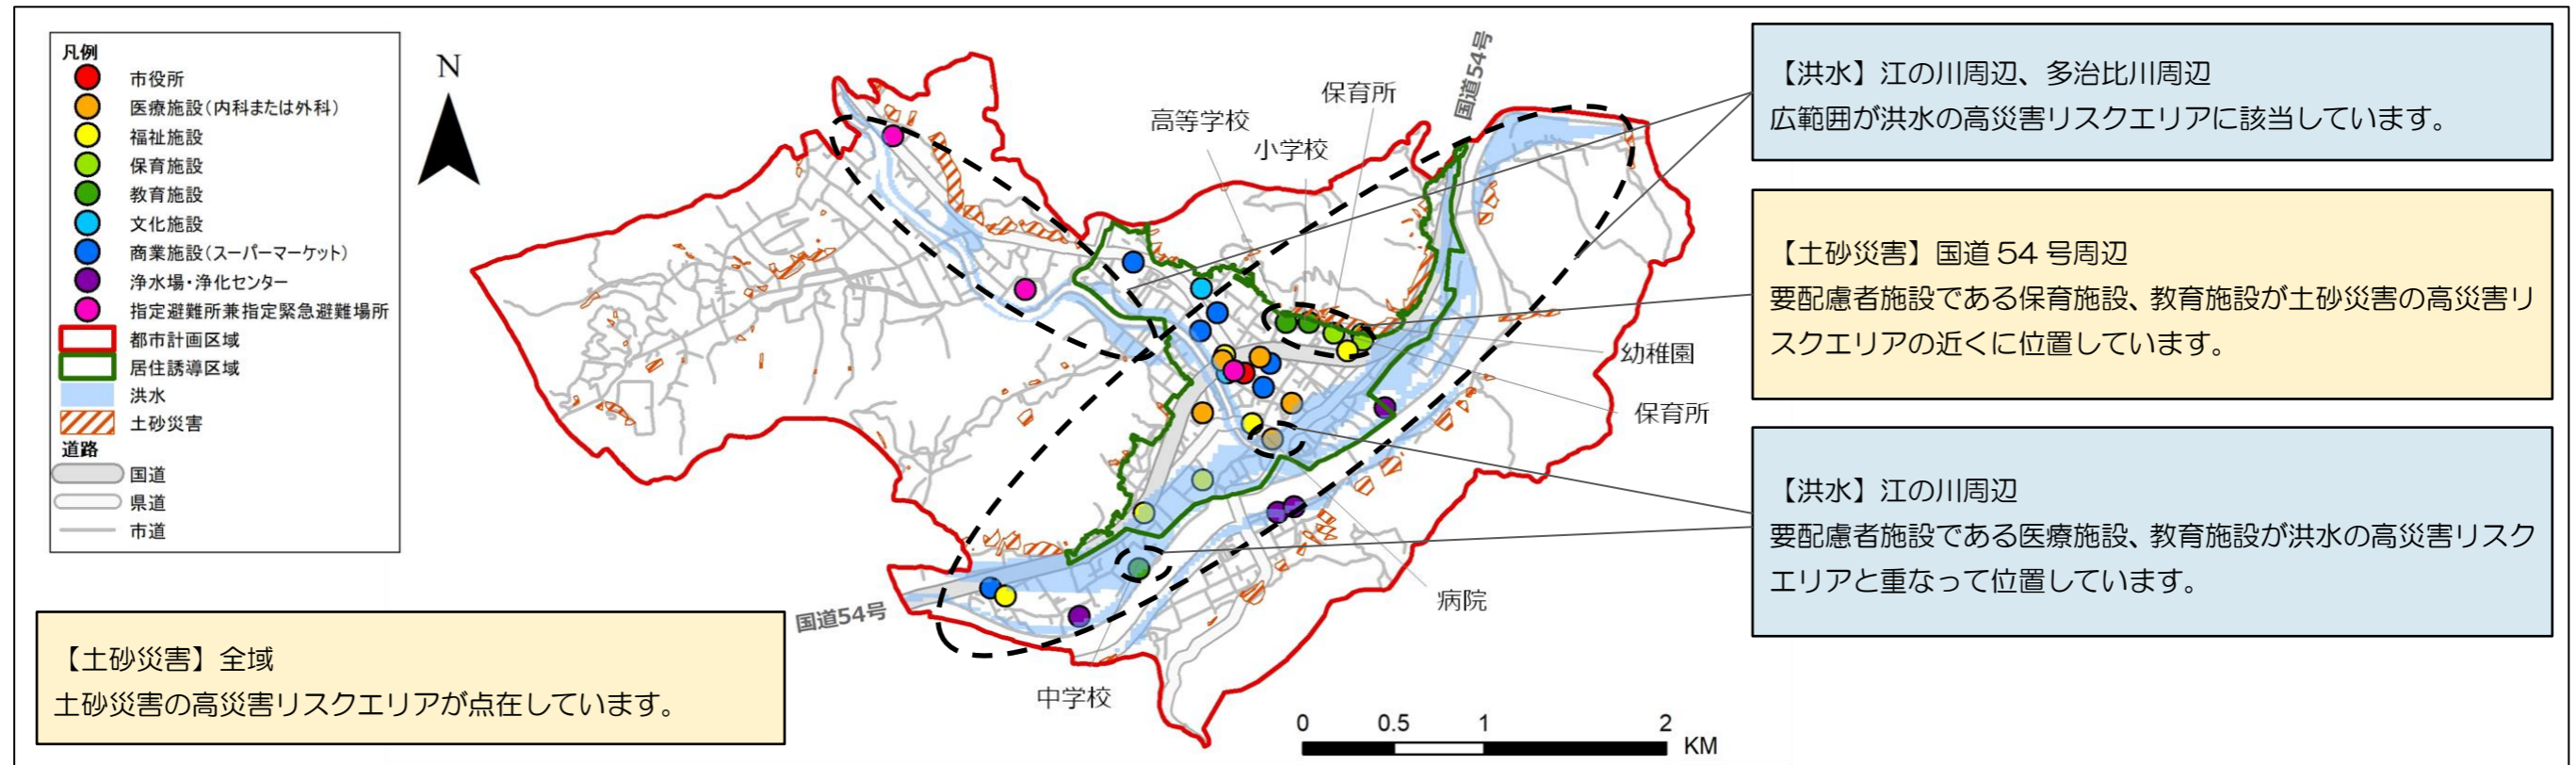 凡例
市役所
医療施設(内科または外科)
福祉施設
保育施設
教育施設
文化施設
商業施設(スーパーマーケット)
浄水場・浄化センター
指定避難所兼指定緊急避難場所
都市計画区域
居住誘導区域
洪水
土砂災害
道路
国道
県道
市道
N
高等学校
小学校
保育所
国道54号
幼稚園
保育所
病院
中学校
国道54号
0 0.5 1 2
KM
【洪水】江の川周辺、多治比川周辺
広範囲が洪水の高災害リスクエリアに該当しています。
【土砂災害】国道 54 号周辺
要配慮者施設である保育施設、教育施設が土砂災害の高災害リ
スクエリアの近くに位置しています。
【洪水】江の川周辺
要配慮者施設である医療施設、教育施設が洪水の高災害リスク
エリアと重なって位置しています。
【土砂災害】全域
土砂災害の高災害リスクエリアが点在しています。